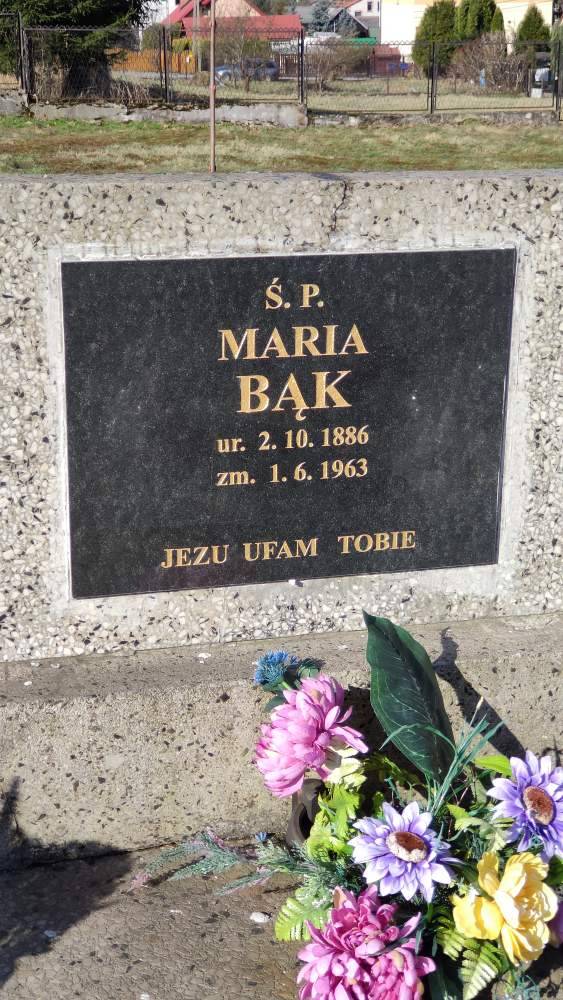 Ś. P.
MARIA
BĄK
ur. 2. 10. 1886
zm. 1. 6. 1963
JEZU UFAM TOBIE